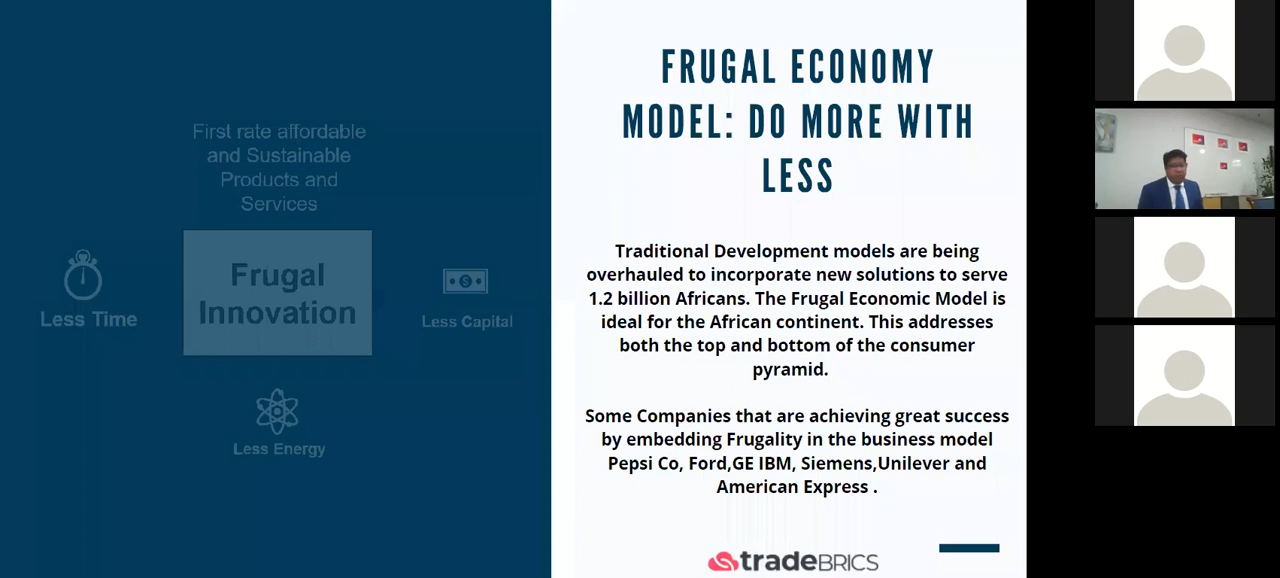 First rate affordable
and Sustainable
Products and
Services
Frugal
Innovation
Less Time
Less Capital
Less Energy
FRUGAL ECONOMY
MODEL: DO MORE WITH
LESS
Traditional Development models are being
overhauled to incorporate new solutions to serve
1.2 billion Africans. The Frugal Economic Model is
ideal for the African continent. This addresses
both the top and bottom of the consumer
pyramid.
Some Companies that are achieving great success
by embedding Frugality in the business model
Pepsi Co, Ford,GE IBM, Siemens,Unilever and
American Express .
tradeBRICS